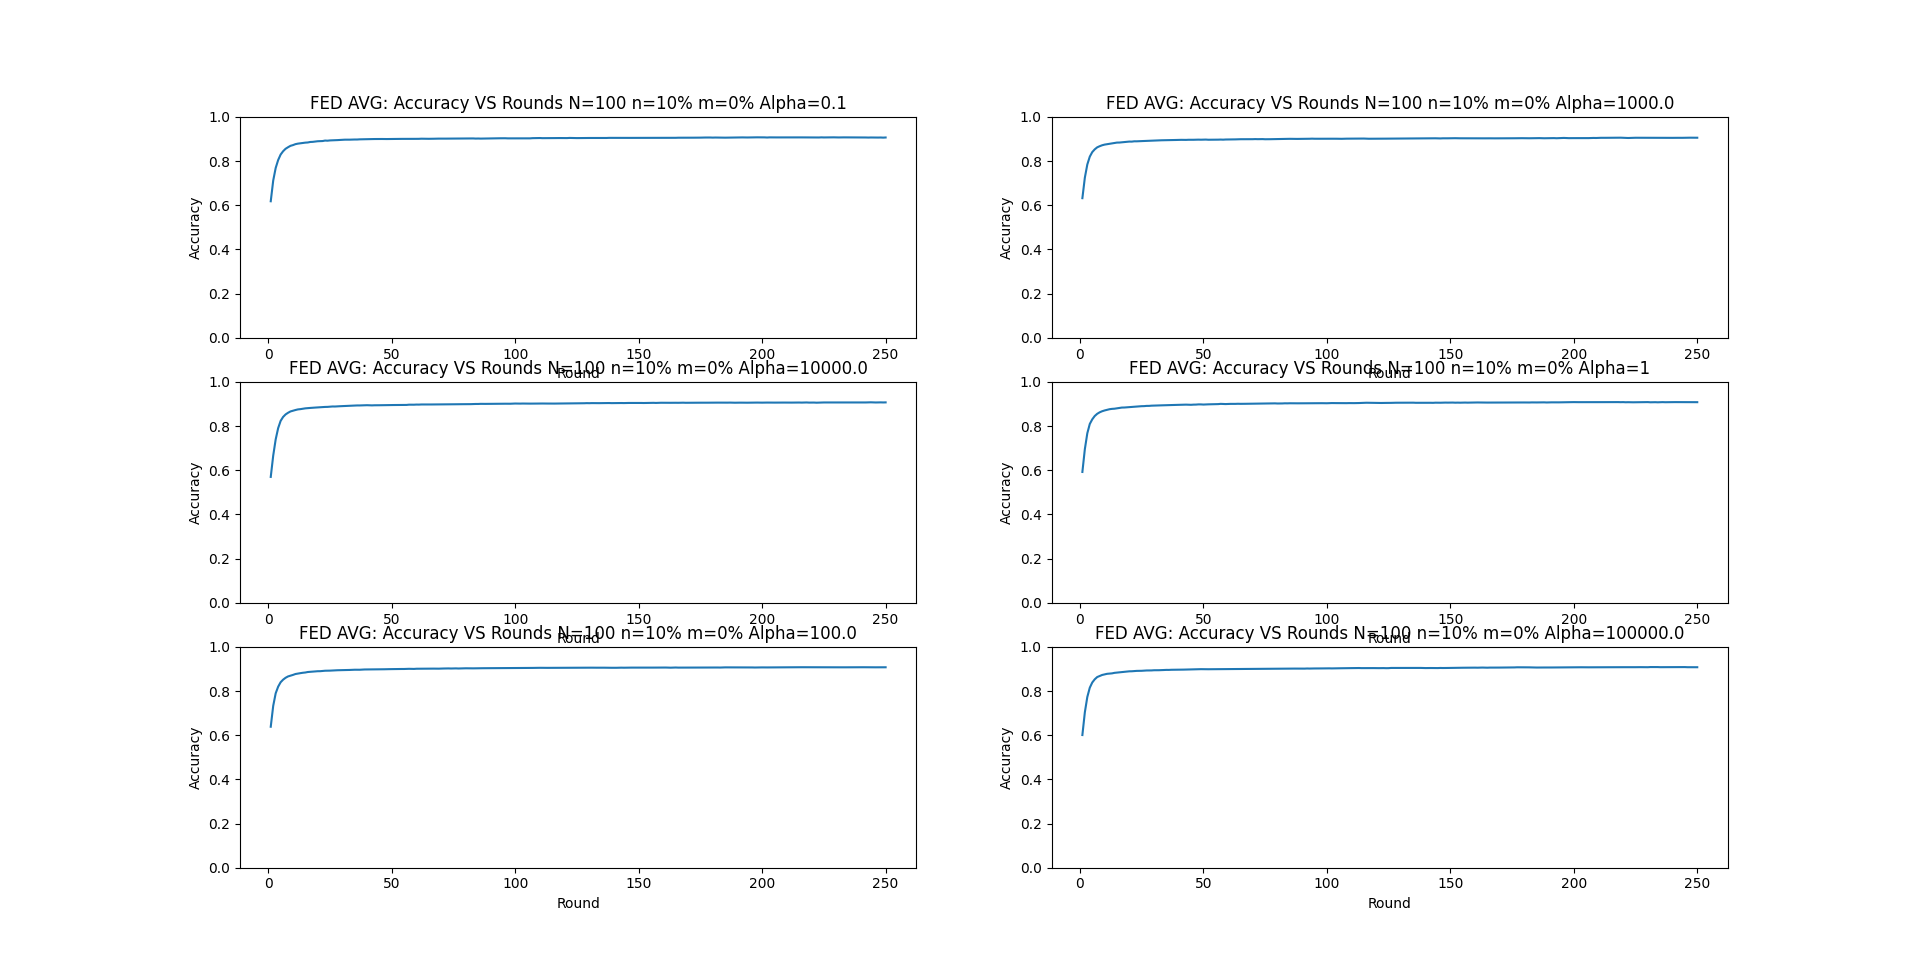 FED AVG: Accuracy VS Rounds N=100 n=10% m=0% Alpha=0.1
1.0
0.8
0.6
0.4
0.2
0.0
Accuracy
0 50 100 150 200 250
Round
FED AVG: Accuracy VS Rounds N=100 n=10% m=0% Alpha=1000.0
1.0
0.8
0.6
0.4
0.2
0.0
Accuracy
0 50 100 150 200 250
Round
FED AVG: Accuracy VS Rounds N=100 n=10% m=0% Alpha=10000.0
1.0
0.8
0.6
0.4
0.2
0.0
Accuracy
0 50 100 150 200 250
Round
FED AVG: Accuracy VS Rounds N=100 n=10% m=0% Alpha=1
1.0
0.8
0.6
0.4
0.2
0.0
Accuracy
0 50 100 150 200 250
Round
FED AVG: Accuracy VS Rounds N=100 n=10% m=0% Alpha=100.0
1.0
0.8
0.6
0.4
0.2
0.0
Accuracy
0 50 100 150 200 250
Round
FED AVG: Accuracy VS Rounds N=100 n=10% m=0% Alpha=100000.0
1.0
0.8
0.6
0.4
0.2
0.0
Accuracy
0 50 100 150 200 250
Round